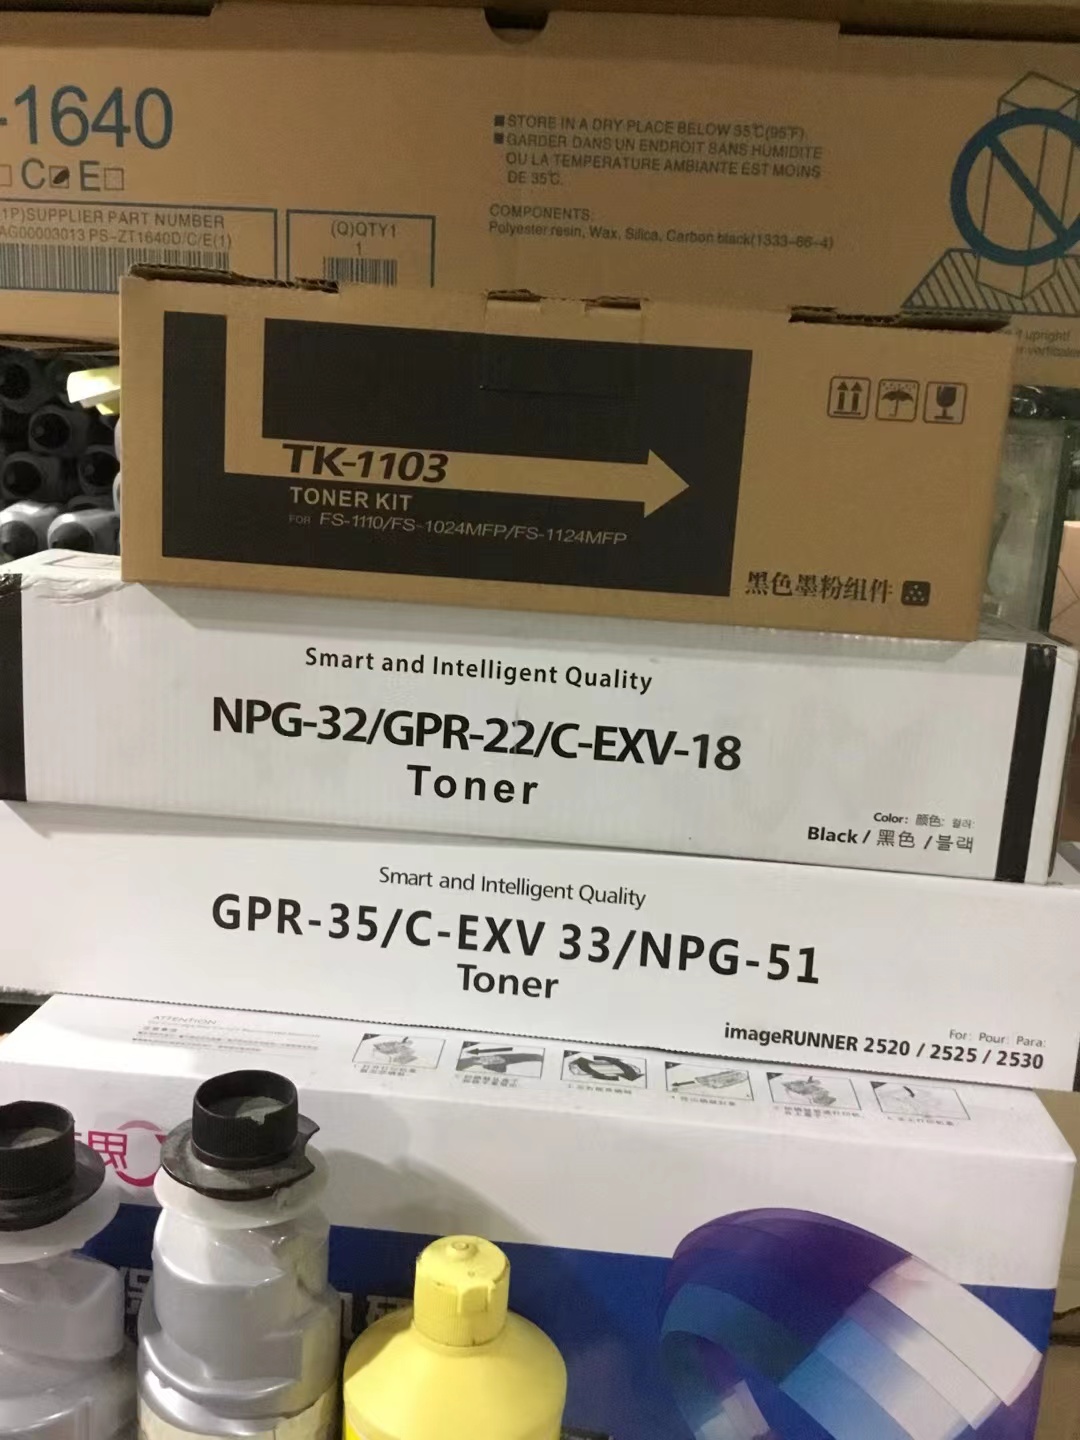 -1640
C E
1P)SUPPLIER PART NUMBER
AG00003013 PS-ZT1640D/C/E(1)
(Q)QTY1
1
■STORE IN A DRY PLACE BELOW 35℃(95℉).
■GARDER DANS UN ENDROIT SANS HUMIDITE
OU LA TEMPERATURE AMBIANTE EST MOINS
DE 35℃.
COMPONENTS:
Polyester resin, Wax, Silica, Carbon black(1333-86-4)
upright!
TK-1103
TONER KIT
FOR FS-1110/FS-1024MFP/FS-1124MFP
黑色墨粉组件
Smart and Intelligent Quality
NPG-32/GPR-22/C-EXV-18
Toner
Color: 颜色: 컬러:
Black / 黑色 / 블랙
Smart and Intelligent Quality
GPR-35/C-EXV 33/NPG-51
Toner
For: Pour: Para:
imageRUNNER 2520 / 2525 / 2530
ATTENTION